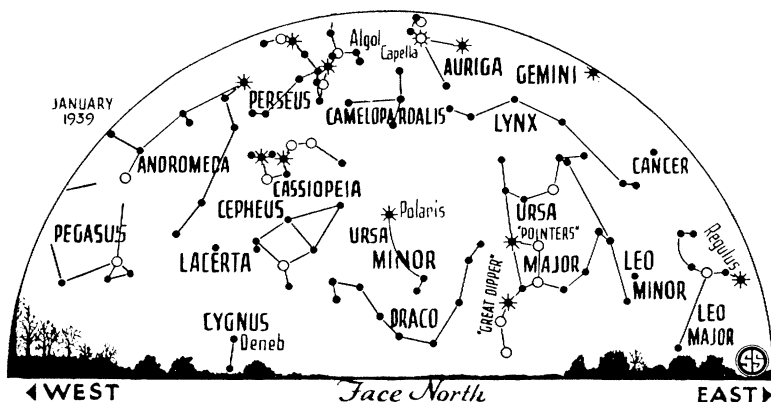 Algol
Capella
AURIGA
GEMINI
PERSEUS
JANUARY
1939
CAMELOPARDALIS
LYNX
ANDROMEDA
CANCER
CASSIOPEIA
CEPHEUS
Polaris
URSA
"POINTERS"
MAJOR
PEGASUS
URSA
MINOR
Regulus
LACERTA
LEO
MINOR
"GREAT DIPPER"
CYGNUS
Deneb
DRACO
LEO
MAJOR
WEST
Face North
EAST